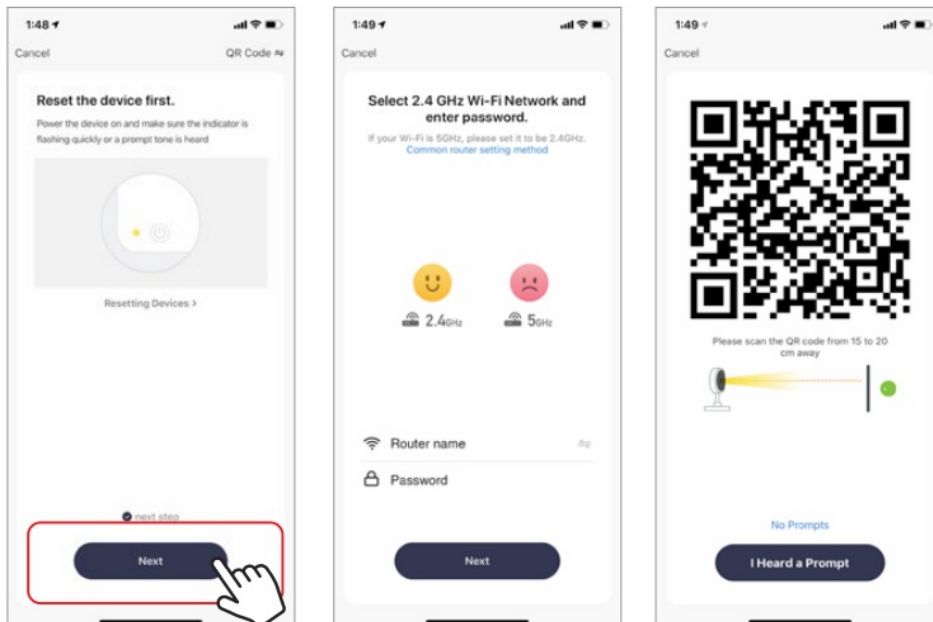 1:48
Cancel
QR Code
Reset the device first.
Power the device on and make sure the indicator is
flashing quickly or a prompt tone is heard
Resetting Devices >
next step
Next
1:49
Cancel
Select 2.4 GHz Wi-Fi Network and
enter password.
If your Wi-Fi is 5GHz, please set it to be 2.4GHz.
Common router setting method
2.4GHz
5GHz
Router name
Password
Next
1:49
Cancel
Please scan the QR code from 15 to 20
cm away
No Prompts
I Heard a Prompt